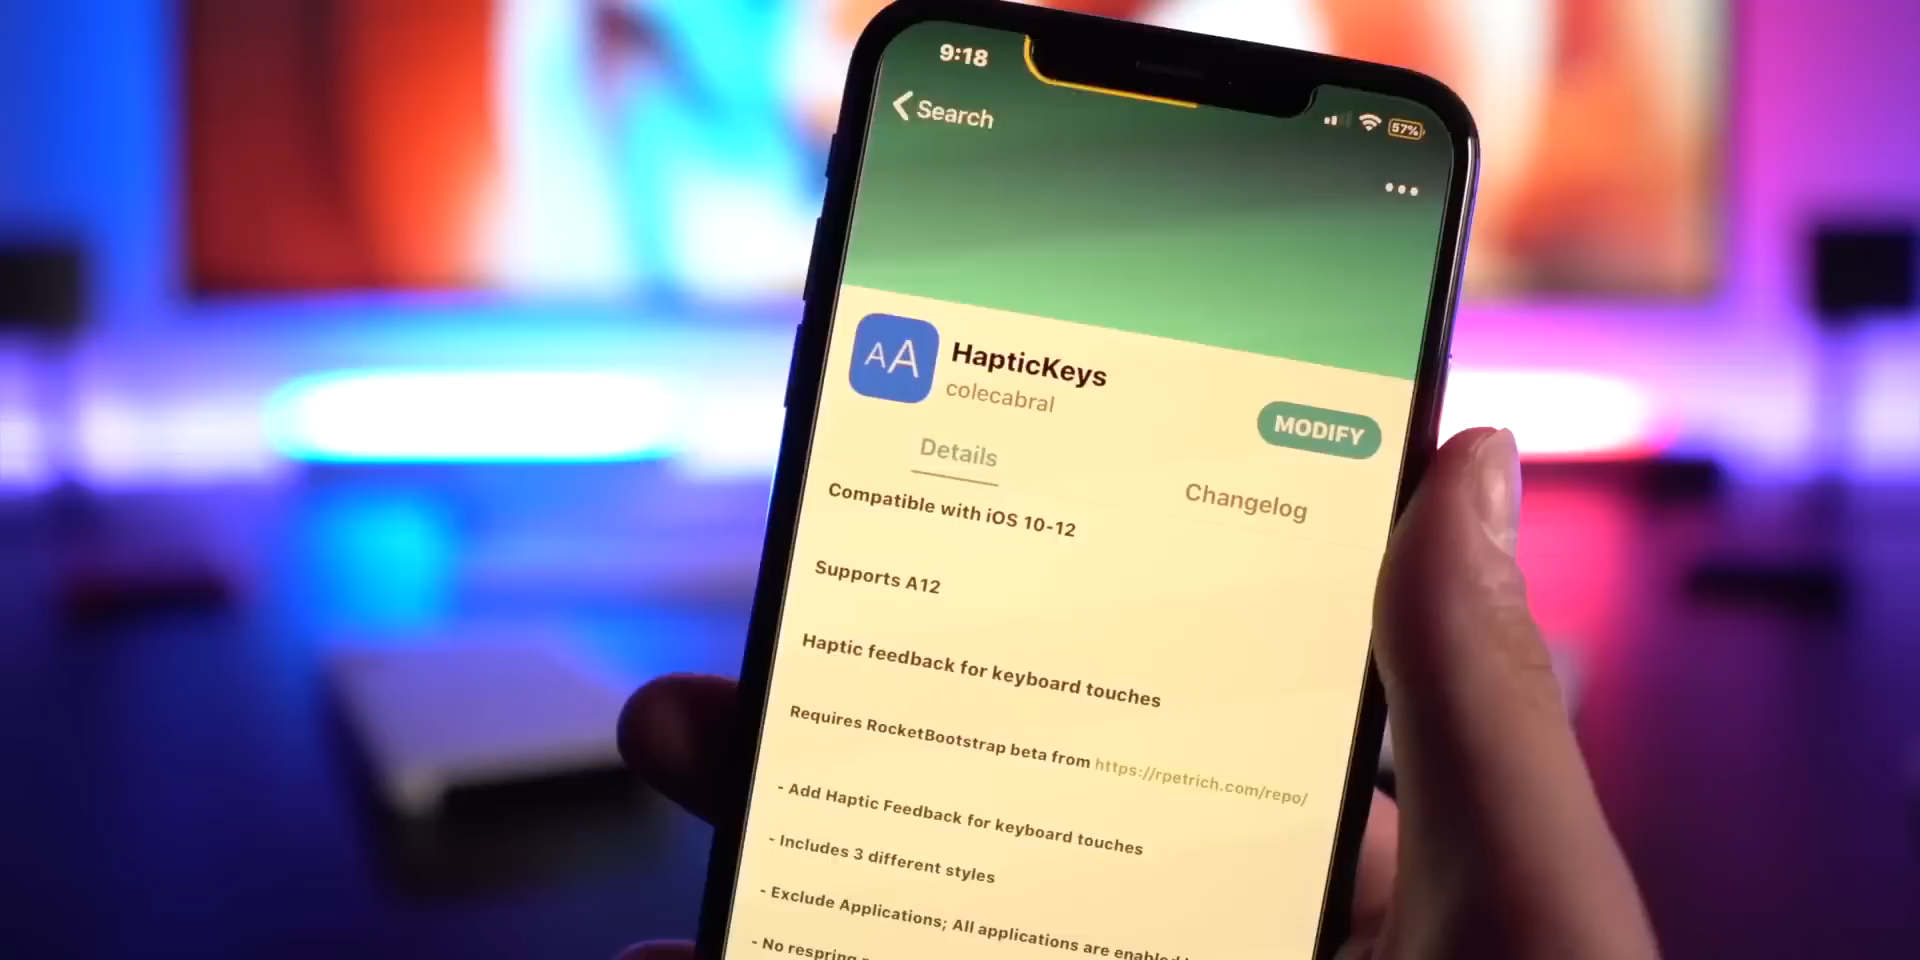 9:18
57%
Search
AA
HapticKeys
colecabral
MODIFY
Details
Changelog
Compatible with iOS 10-12
Supports A12
Haptic feedback for keyboard touches
Requires RocketBootstrap beta from https://rpetrich.com/repo/
- Add Haptic Feedback for keyboard touches
- Includes 3 different styles
- Exclude Applications; All applications are enabled
- No respring